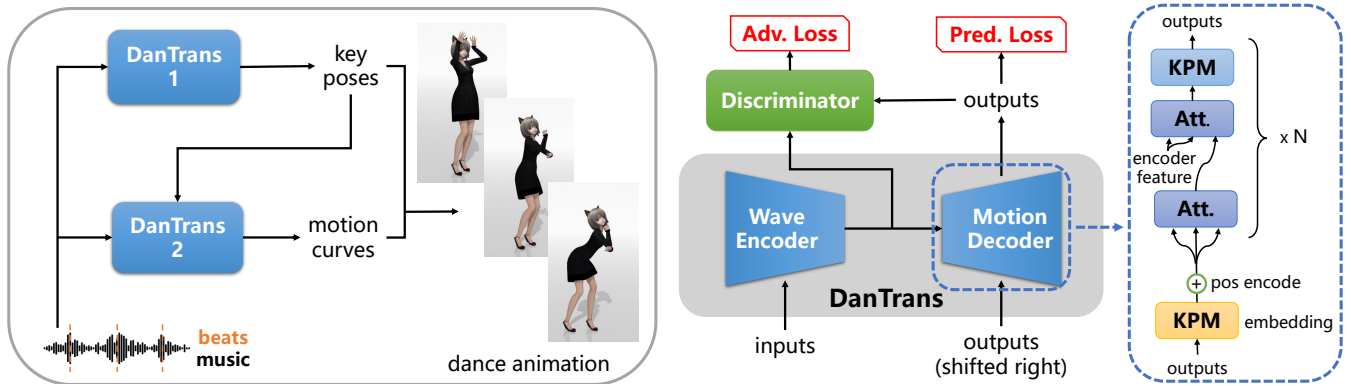 DanTrans
1
key
poses
DanTrans
2
motion
curves
beats
music
dance animation
Adv. Loss
Pred. Loss
Discriminator
outputs
Wave
Encoder
Motion
Decoder
DanTrans
inputs
outputs
(shifted right)
outputs
KPM
Att.
x N
encoder
feature
Att.
+
pos encode
KPM
embedding
outputs